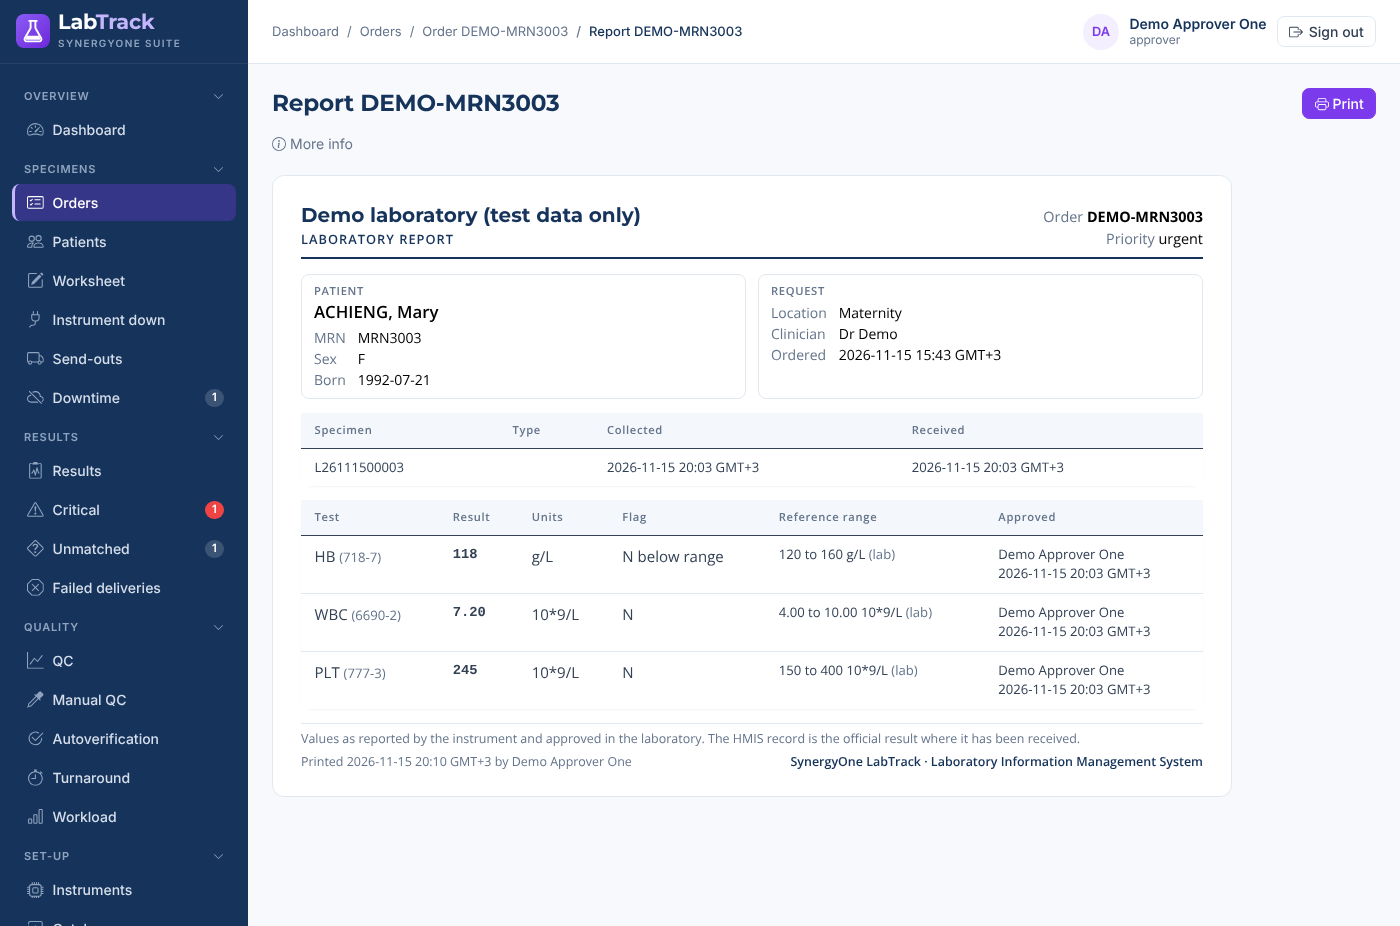 LabTrack
SYNERGYONE SUITE
OVERVIEW
Dashboard
SPECIMENS
Orders
Patients
Worksheet
Instrument down
Send-outs
Downtime 1
RESULTS
Results
Critical 1
Unmatched 1
Failed deliveries
QUALITY
QC
Manual QC
Autoverification
Turnaround
Workload
SET-UP
Instruments
Dashboard / Orders / Order DEMO-MRN3003 / Report DEMO-MRN3003
DA Demo Approver One
approver
Sign out
Report DEMO-MRN3003
Print
More info
Demo laboratory (test data only)
LABORATORY REPORT
Order DEMO-MRN3003
Priority urgent
PATIENT
ACHIENG, Mary
MRN MRN3003
Sex F
Born 1992-07-21
REQUEST
Location Maternity
Clinician Dr Demo
Ordered 2026-11-15 15:43 GMT+3
Specimen Type Collected Received
L26111500003 2026-11-15 20:03 GMT+3 2026-11-15 20:03 GMT+3
Test Result Units Flag Reference range Approved
HB (718-7) 118 g/L N below range 120 to 160 g/L (lab) Demo Approver One
2026-11-15 20:03 GMT+3
WBC (6690-2) 7.20 10*9/L N 4.00 to 10.00 10*9/L (lab) Demo Approver One
2026-11-15 20:03 GMT+3
PLT (777-3) 245 10*9/L N 150 to 400 10*9/L (lab) Demo Approver One
2026-11-15 20:03 GMT+3
Values as reported by the instrument and approved in the laboratory. The HMIS record is the official result where it has been received.
Printed 2026-11-15 20:10 GMT+3 by Demo Approver One
SynergyOne LabTrack · Laboratory Information Management System